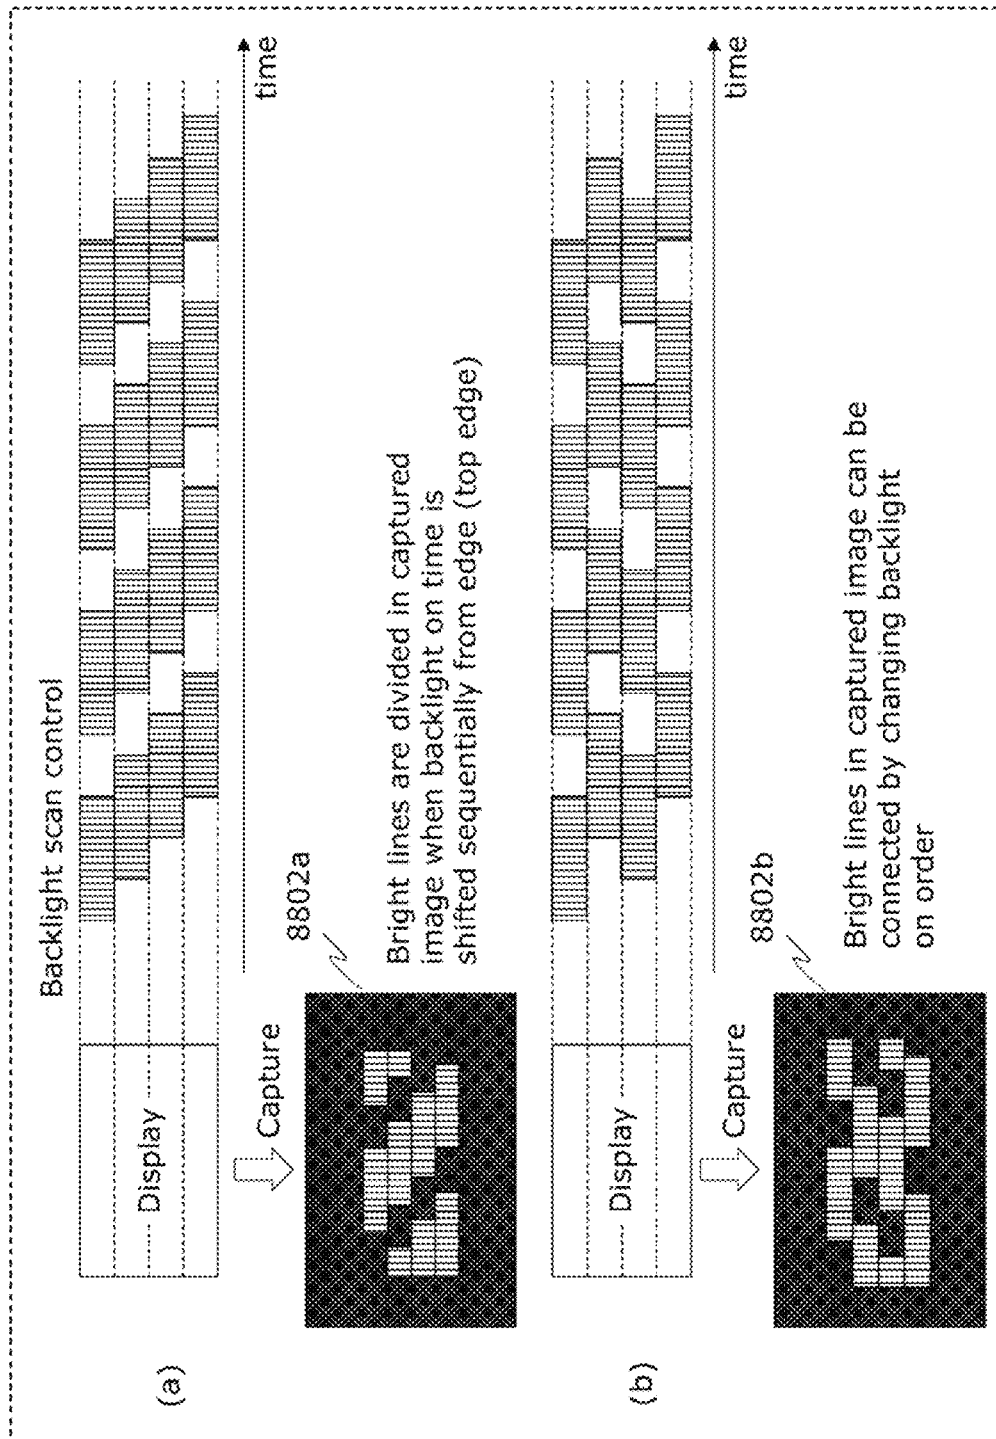 Backlight scan control
(a)
Display
time
Capture
8802a
Bright lines are divided in captured
image when backlight on time is
shifted sequentially from edge (top edge)
(b)
Display
time
Capture
8802b
Bright lines in captured image can be
connected by changing backlight
on order